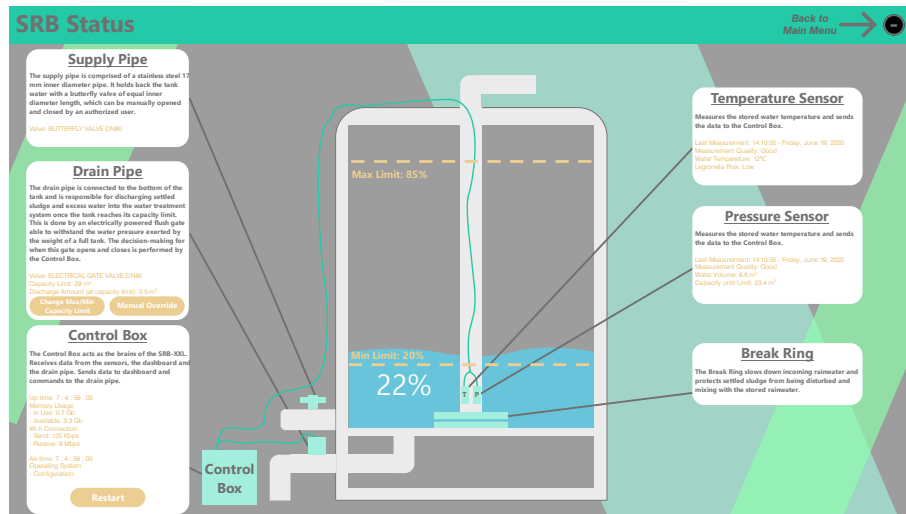 SRB Status
Back to
Main Menu
Supply Pipe
The supply pipe is comprised of a stainless steel 17
mm inner diameter pipe. It holds back the tank
water with a butterfly valve of equal inner
diameter length, which can be manually opened
and closed by an authorized user.
Valve: BUTTERFLY VALVE DN80
Drain Pipe
The drain pipe is connected to the bottom of the
tank and is responsible for discharging settled
sludge and excess water into the water treatment
system once the tank reaches its capacity limit.
This is done by an electrically powered flush gate
able to withstand the water pressure exerted by
the weight of a full tank. The decision-making for
when this gate opens and closes is performed by
the Control Box.
Valve: ELECTRICAL GATE VALVE DN80
Capacity Limit: 29 m³
Discharge Amount (at capacity limit): 0.5 m³
Change Max/Min
Capacity Limit
Manual Override
Control Box
The Control Box acts as the brains of the SRB-XXL.
Receives data from the sensors, the dashboard and
the drain pipe. Sends data to dashboard and
commands to the drain pipe.
Up time: 7 : 4 : 56 : 05
Memory Usage
- In Use: 0.7 Gb
- Available: 3.3 Gb
Wi-fi Connection:
- Send: 120 Kbps
- Receive: 9 Mbps
Air-time: 7 : 4 : 56 : 05
Operating System
- Configuration:
Restart
Max Limit: 85%
Min Limit: 20%
22%
T P
Control
Box
Temperature Sensor
Measures the stored water temperature and sends
the data to the Control Box.
Last Measurement: 14:10:05 - Friday, June 19, 2020
Measurement Quality: Good
Water Temperature: 12°C
Legionella Risk: Low
Pressure Sensor
Measures the stored water temperature and sends
the data to the Control Box.
Last Measurement: 14:10:05 - Friday, June 19, 2020
Measurement Quality: Good
Water Volume: 6.6 m³
Capacity until Limit: 23.4 m³
Break Ring
The Break Ring slows down incoming rainwater and
protects settled sludge from being disturbed and
mixing with the stored rainwater.